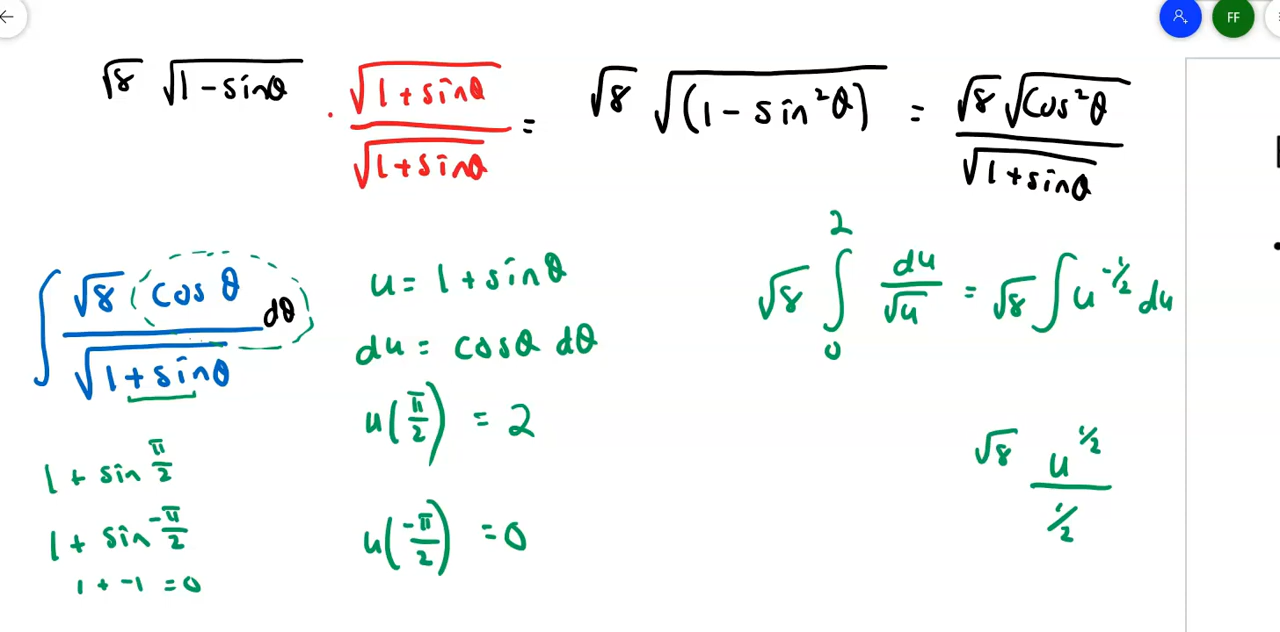 FF
√8 √(1-sinθ) · √(1+sinθ)/√(1+sinθ) = √8 √((1-sin²θ)) = √8 √(cos²θ)/√(1+sinθ)
∫ √8 (cosθ dθ)/√(1+sinθ)
u = 1+sinθ
√8 ∫₀² du/√u = √8 ∫ u^(-1/2) du
du = cosθ dθ
u(π/2) = 2
√8 u^(1/2)/(1/2)
1 + sin π/2
1 + sin -π/2
u(-π/2) = 0
1 + -1 = 0